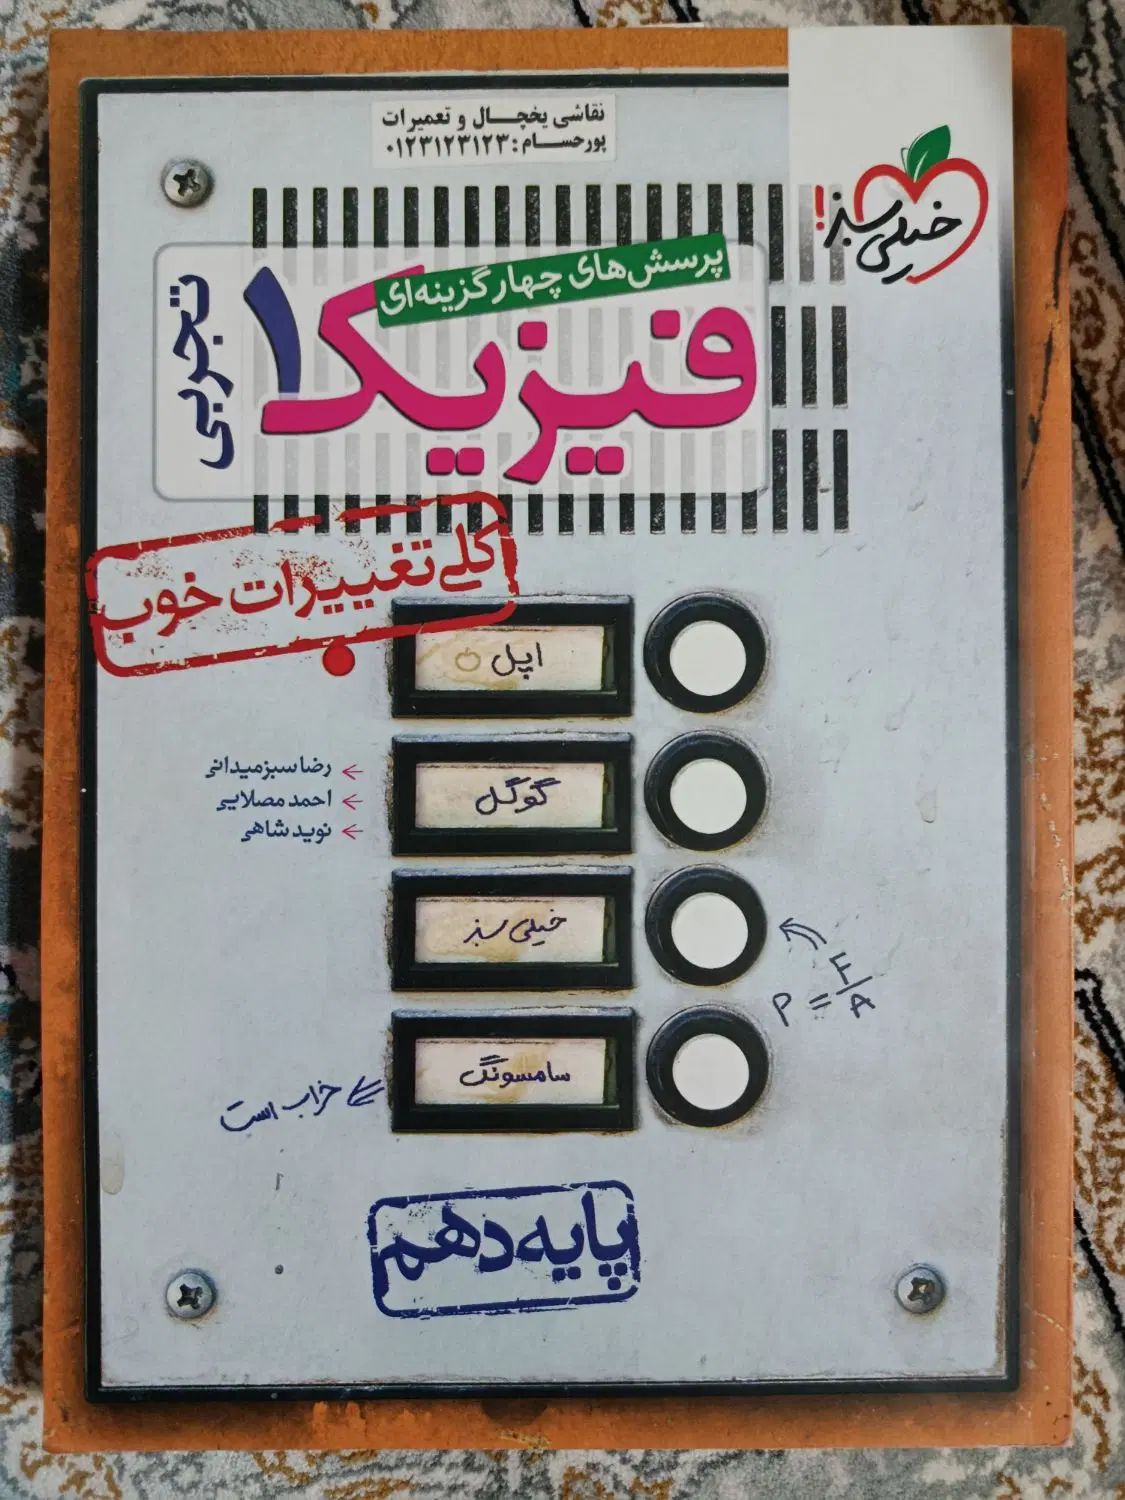 نقاشی یخچال و تعمیرات
پورحسام: ۰۱۲۳۱۲۳۱۲۳
خیلی سبز!
پرسش‌های چهارگزینه‌ای
فیزیک ۱
تجربی
کلی تغییرات خوب
اپل
رضا سبزمیدانی
احمد مصلایی
نوید شاهی
گوگل
خیلی سبز
P = F/A
سامسونگ
خراب است
پایه دهم